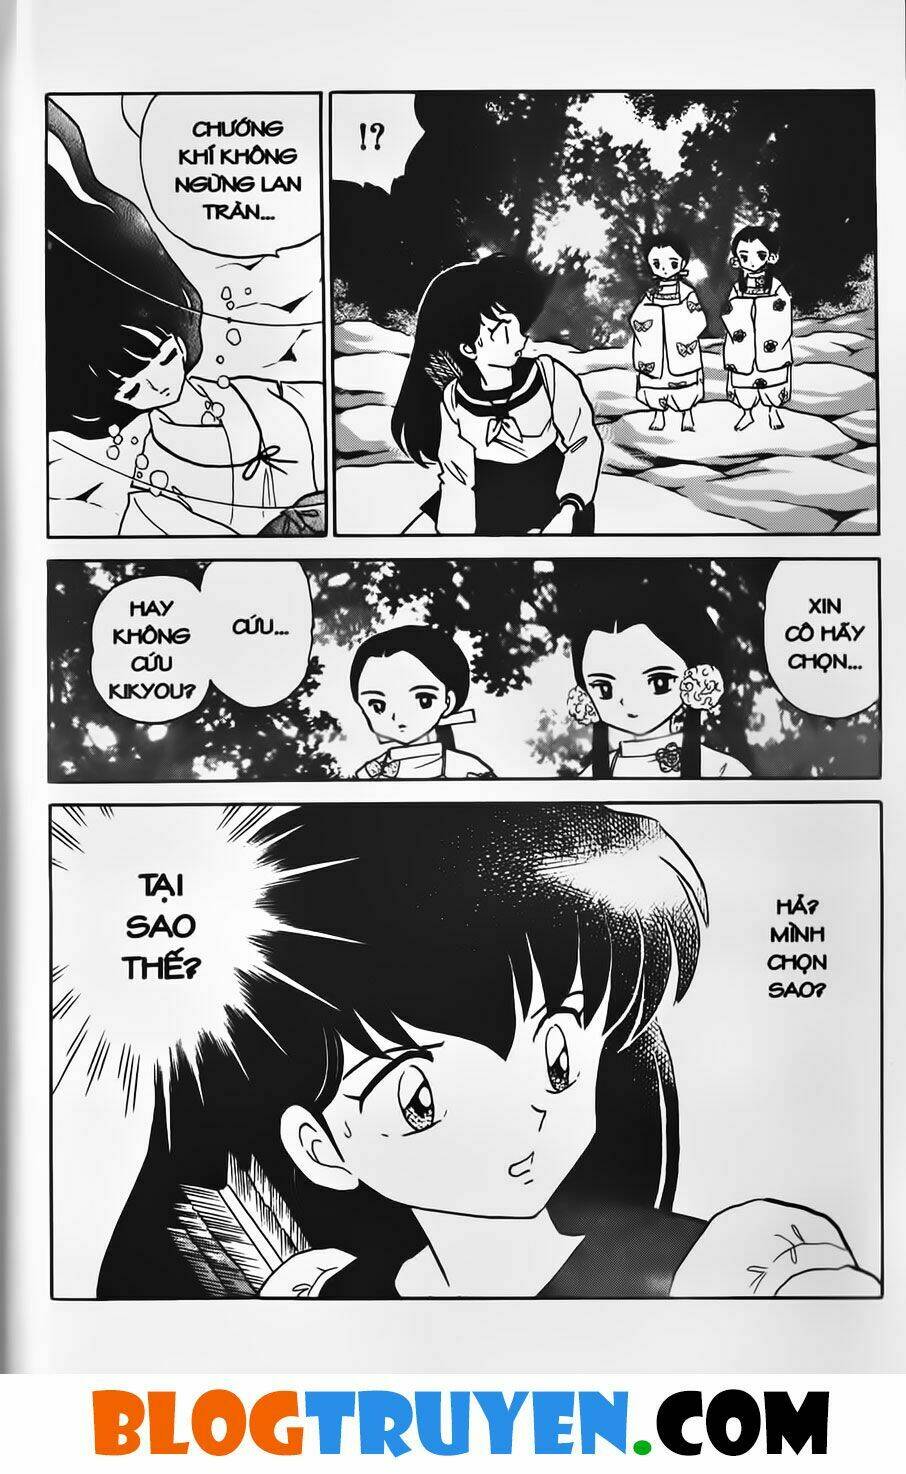 !?
CHƯỚNG
KHÍ KHÔNG
NGỪNG LAN
TRÀN...
XIN
CÔ HÃY
CHỌN...
CỨU...
HAY
KHÔNG
CỨU
KIKYOU?
HẢ?
MÌNH
CHỌN
SAO?
TẠI
SAO
THẾ?
BLOGTRUYEN.COM